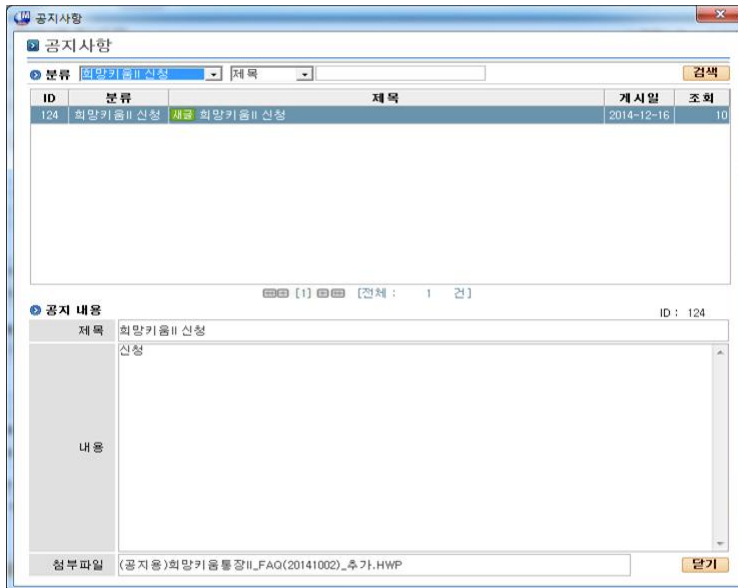 공지사항
공지사항
분류 희망키움II 신청 제목 검색
ID 분류 제목 게시일 조회
124 희망키움II 신청 새글 희망키움II 신청 2014-12-16 10
[1] [전체 : 1 건]
공지 내용 ID : 124
제목 희망키움II 신청
내용 신청
첨부파일 (공지용)희망키움통장II_FAQ(20141002)_추가.HWP 닫기